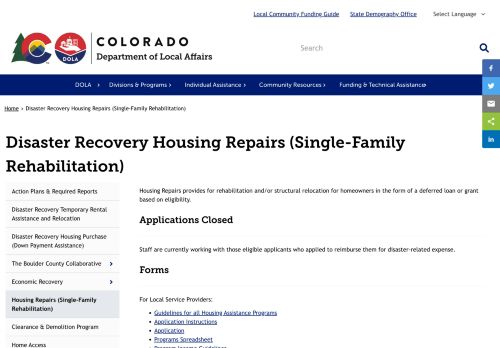 Local Community Funding Guide
State Demography Office
Select Language
COLORADO
Department of Local Affairs
DOLA
Search
DOLA
Divisions & Programs
Individual Assistance
Community Resources
Funding & Technical Assistance
Home › Disaster Recovery Housing Repairs (Single-Family Rehabilitation)
Disaster Recovery Housing Repairs (Single-Family
Rehabilitation)
Action Plans & Required Reports
Disaster Recovery Temporary Rental
Assistance and Relocation
Disaster Recovery Housing Purchase
(Down Payment Assistance)
The Boulder County Collaborative
Economic Recovery
Housing Repairs (Single-Family
Rehabilitation)
Clearance & Demolition Program
Home Access
Housing Repairs provides for rehabilitation and/or structural relocation for homeowners in the form of a deferred loan or grant
based on eligibility.
Applications Closed
Staff are currently working with those eligible applicants who applied to reimburse them for disaster-related expense.
Forms
For Local Service Providers:
Guidelines for all Housing Assistance Programs
Application Instructions
Application
Programs Spreadsheet
Program Income Guidelines